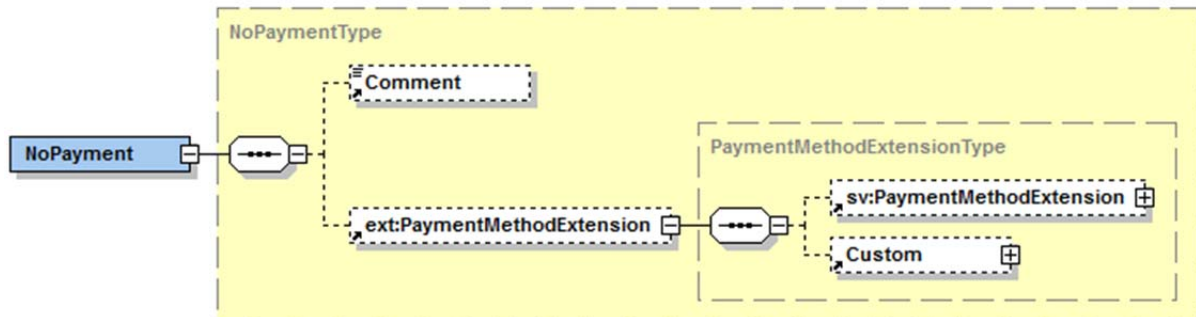 NoPaymentType
Comment
NoPayment
PaymentMethodExtensionType
sv:PaymentMethodExtension
ext:PaymentMethodExtension
Custom